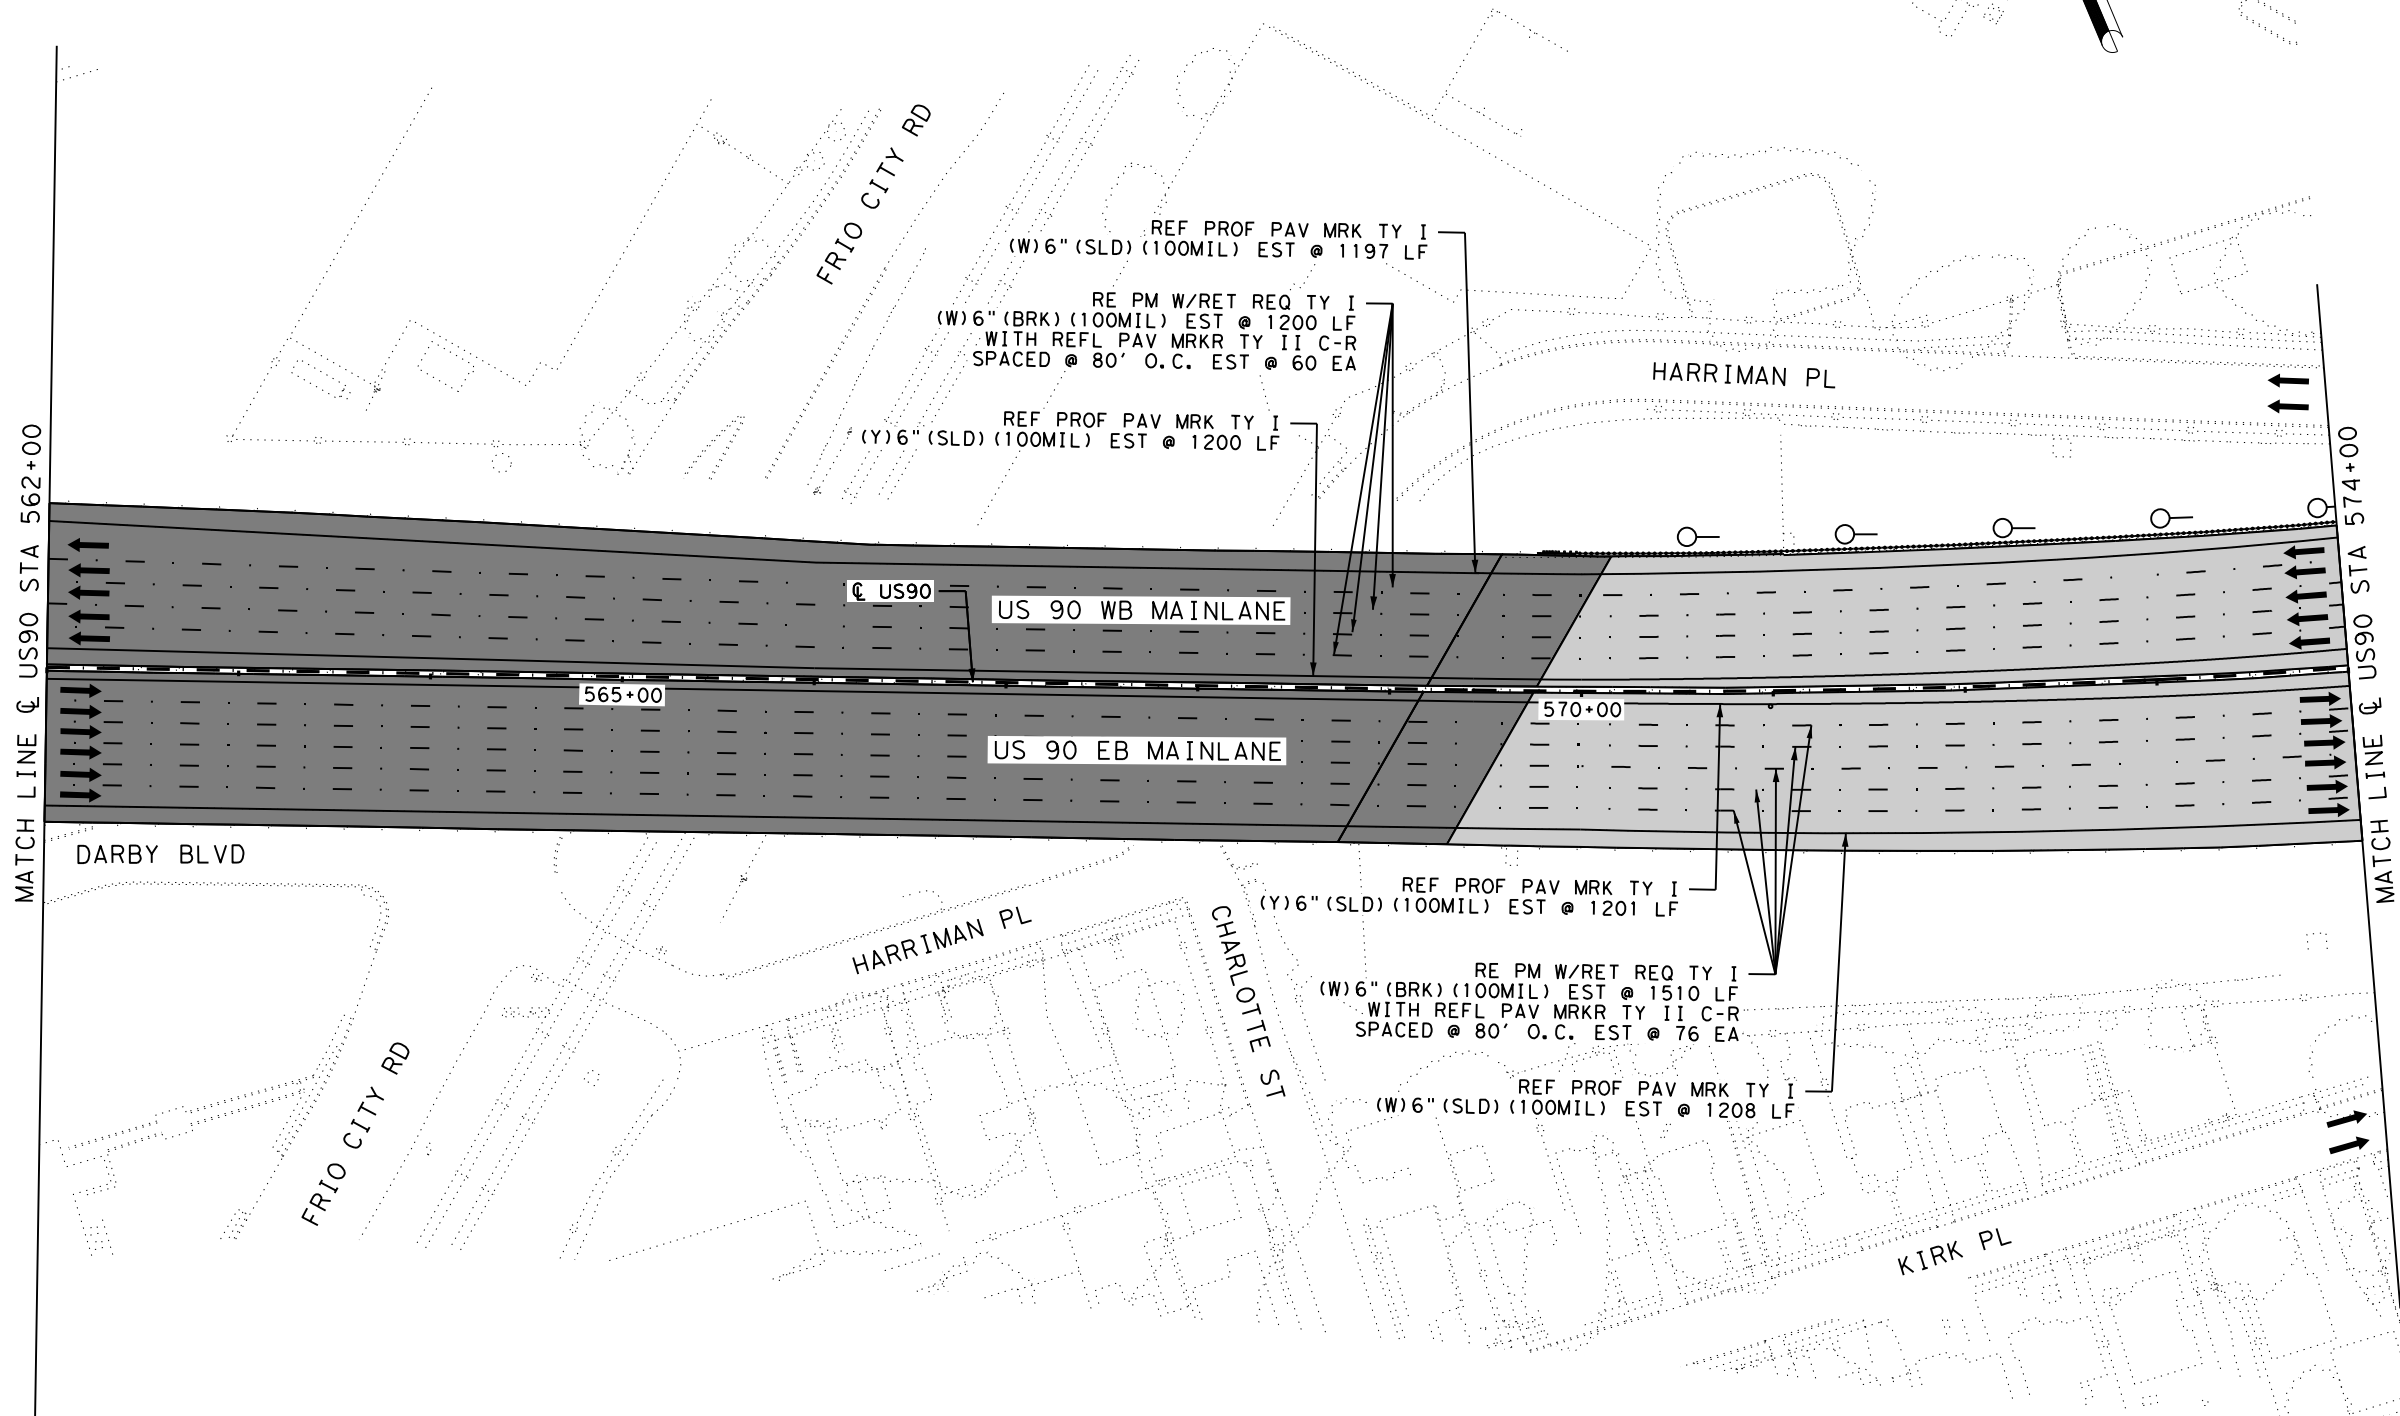 FRIO CITY RD
REF PROF PAV MRK TY I
(W)6"(SLD)(100MIL) EST @ 1197 LF
RE PM W/RET REQ TY I
(W)6"(BRK)(100MIL) EST @ 1200 LF
WITH REFL PAV MRKR TY II C-R
SPACED @ 80' O.C. EST @ 60 EA
HARRIMAN PL
REF PROF PAV MRK TY I
(Y)6"(SLD)(100MIL) EST @ 1200 LF
MATCH LINE ℄ US90 STA 562+00
MATCH LINE ℄ US90 STA 574+00
℄ US90
US 90 WB MAINLANE
565+00
570+00
US 90 EB MAINLANE
DARBY BLVD
REF PROF PAV MRK TY I
(Y)6"(SLD)(100MIL) EST @ 1201 LF
HARRIMAN PL
CHARLOTTE ST
RE PM W/RET REQ TY I
(W)6"(BRK)(100MIL) EST @ 1510 LF
WITH REFL PAV MRKR TY II C-R
SPACED @ 80' O.C. EST @ 76 EA
FRIO CITY RD
REF PROF PAV MRK TY I
(W)6"(SLD)(100MIL) EST @ 1208 LF
KIRK PL